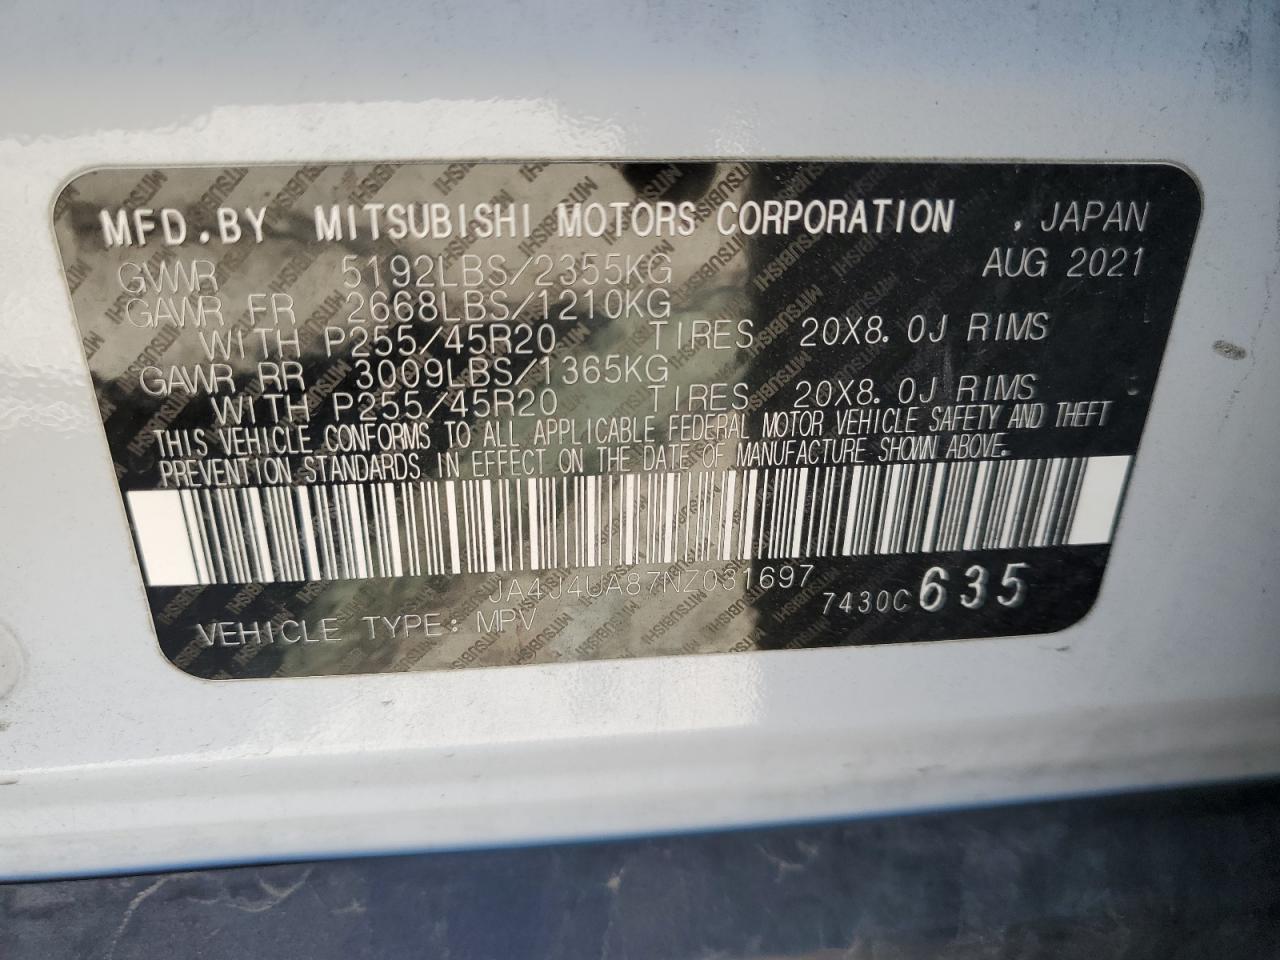 MFD.BY MITSUBISHI MOTORS CORPORATION , JAPAN
GVWR 5192LBS/2355KG AUG 2021
GAWR FR 2668LBS/1210KG
WITH P255/45R20 TIRES 20X8.0J RIMS
GAWR RR 3009LBS/1365KG
WITH P255/45R20 TIRES 20X8.0J RIMS
THIS VEHICLE CONFORMS TO ALL APPLICABLE FEDERAL MOTOR VEHICLE SAFETY AND THEFT
PREVENTION STANDARDS IN EFFECT ON THE DATE OF MANUFACTURE SHOWN ABOVE.
JA4J4UA87NZ031697
7430C 635
VEHICLE TYPE: MPV